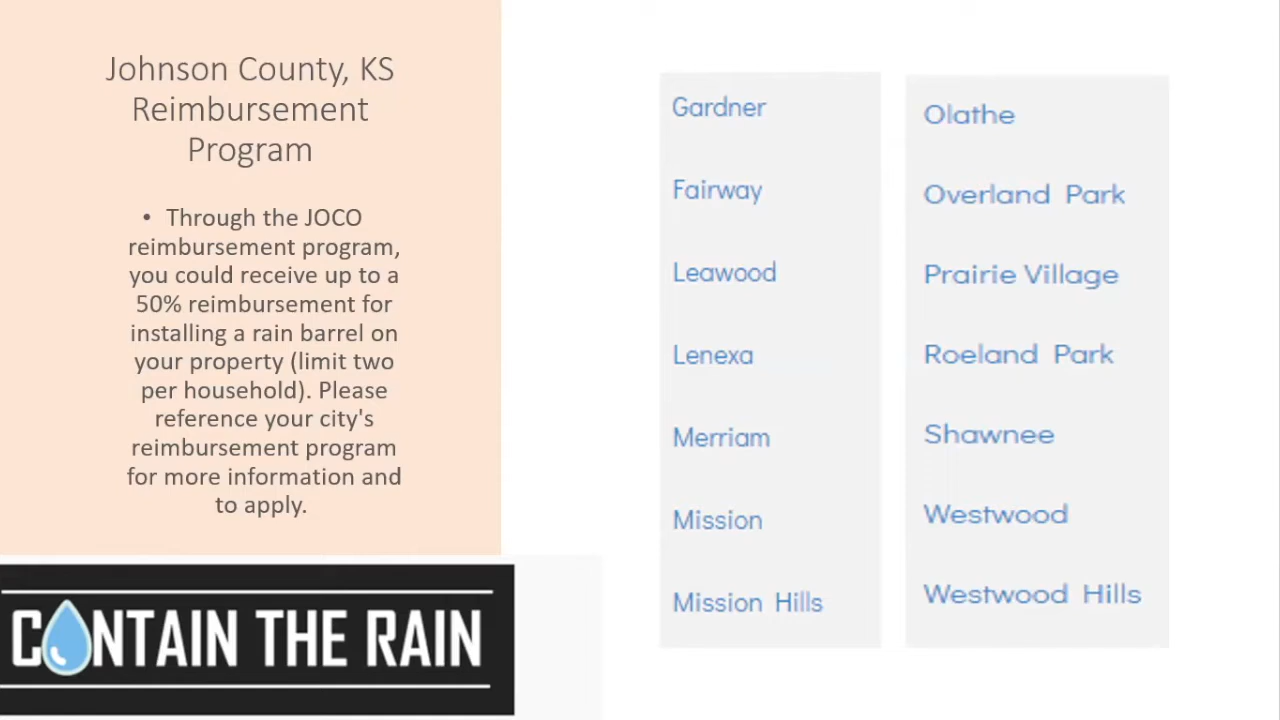 Johnson County, KS
Reimbursement
Program
• Through the JOCO
reimbursement program,
you could receive up to a
50% reimbursement for
installing a rain barrel on
your property (limit two
per household). Please
reference your city's
reimbursement program
for more information and
to apply.
CONTAIN THE RAIN
Gardner
Fairway
Leawood
Lenexa
Merriam
Mission
Mission Hills
Olathe
Overland Park
Prairie Village
Roeland Park
Shawnee
Westwood
Westwood Hills